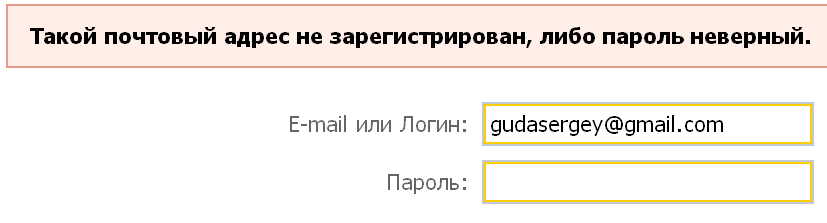 Такой почтовый адрес не зарегистрирован, либо пароль неверный.
E-mail или Логин: gudasergey@gmail.com
Пароль: